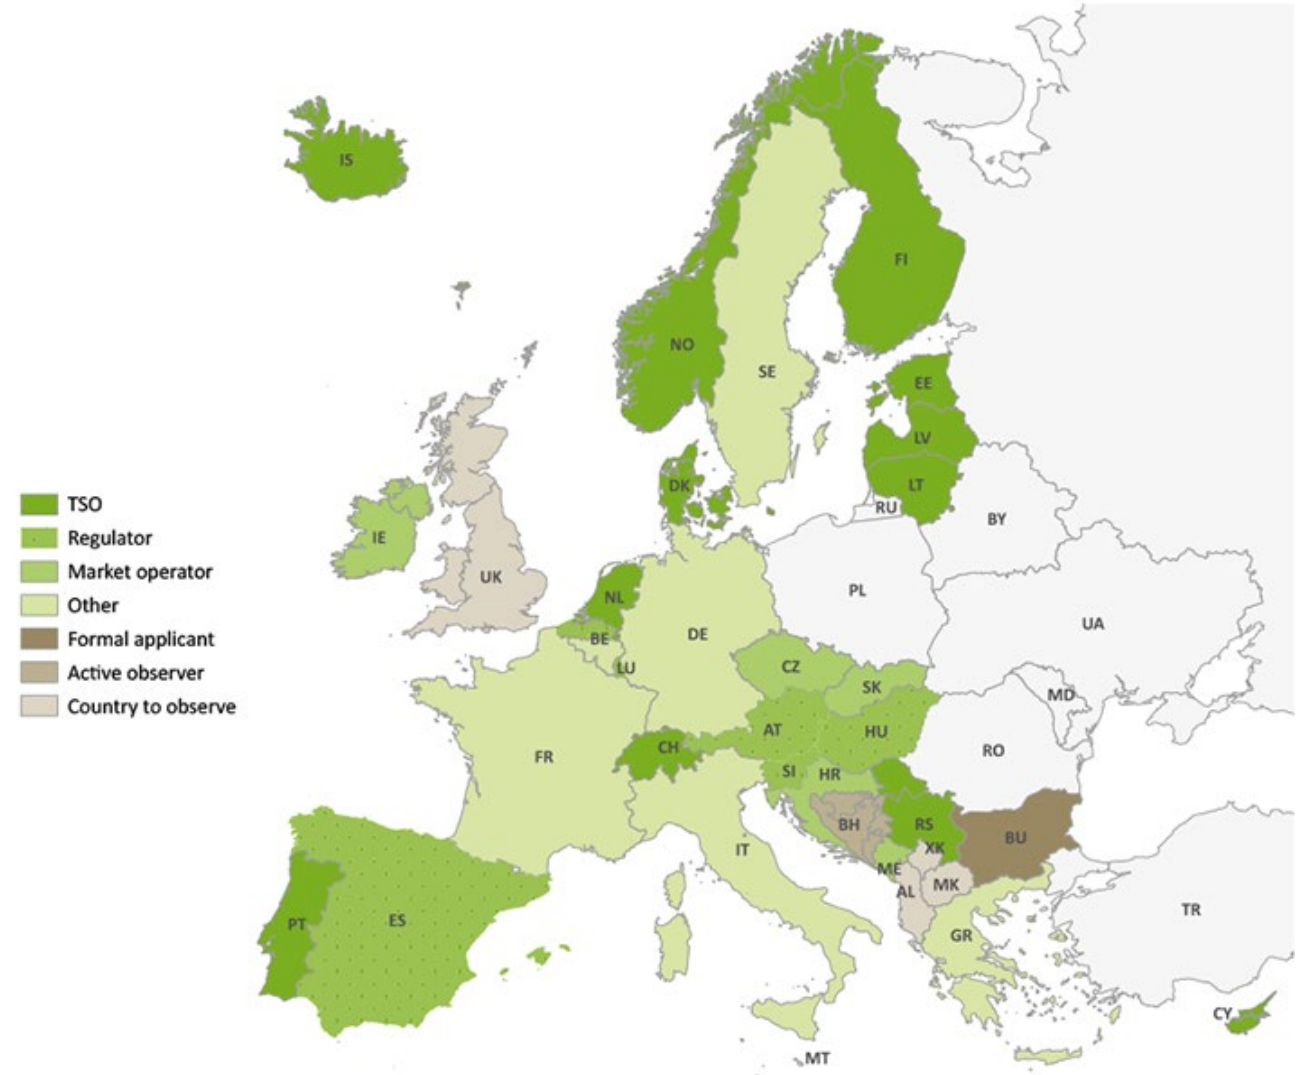 IS
FI
NO
SE
EE
LV
DK
LT
TSO
RU
BY
Regulator
IE
Market operator
UK
PL
NL
Other
UA
DE
BE
Formal applicant
CZ
LU
Active observer
SK
MD
Country to observe
AT
HU
CH
RO
FR
SI
HR
BH
RS
BU
XK
IT
ME
AL
MK
TR
PT
ES
GR
CY
MT